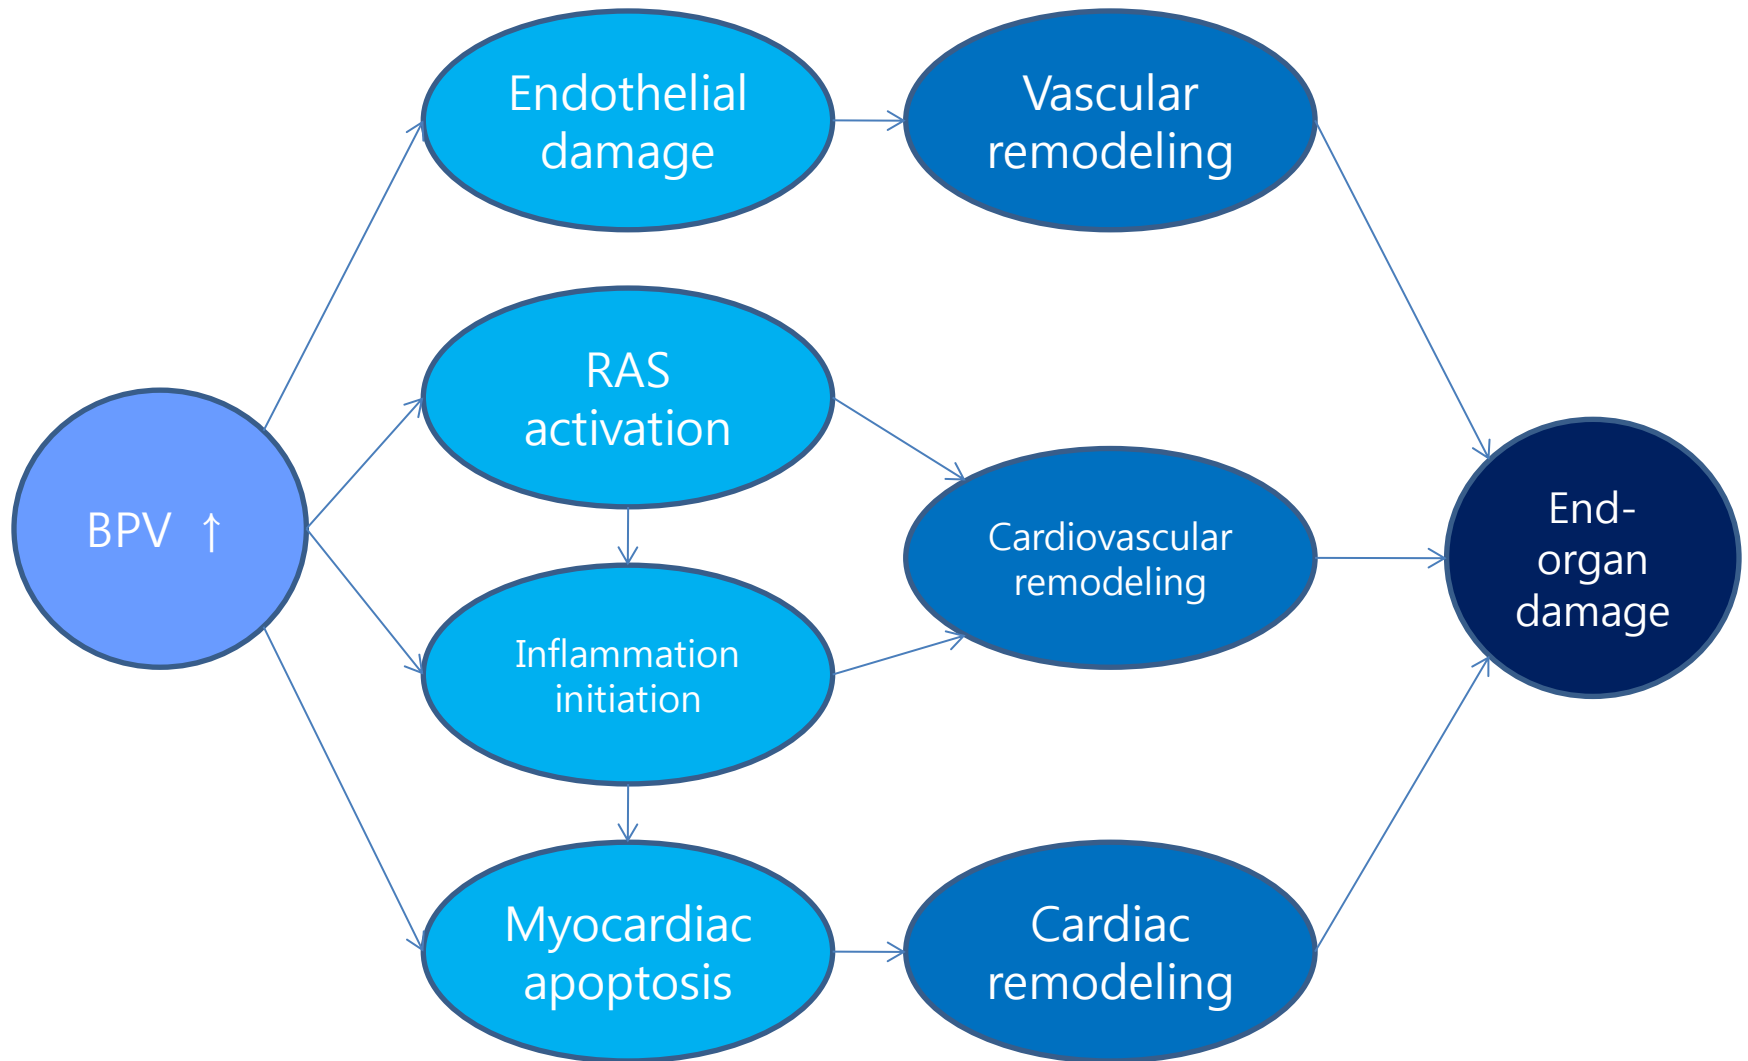 Endothelial
damage
Vascular
remodeling
RAS
activation
BPV ↑
Cardiovascular
remodeling
End-
organ
damage
Inflammation
initiation
Myocardiac
apoptosis
Cardiac
remodeling